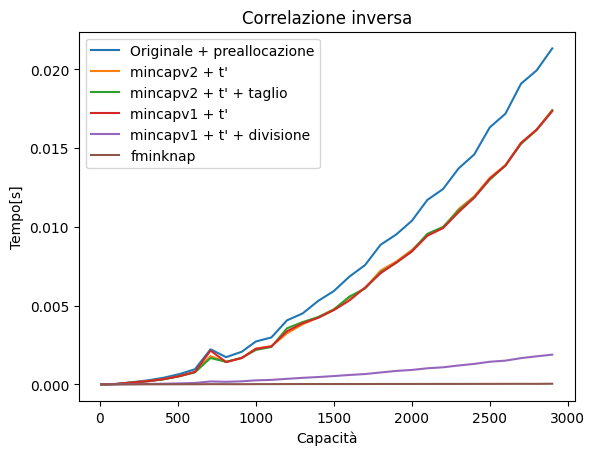 Correlazione inversa
Originale + preallocazione
mincapv2 + t'
mincapv2 + t' + taglio
mincapv1 + t'
mincapv1 + t' + divisione
fminknap
Tempo[s]
0.020
0.015
0.010
0.005
0.000
0 500 1000 1500 2000 2500 3000
Capacità